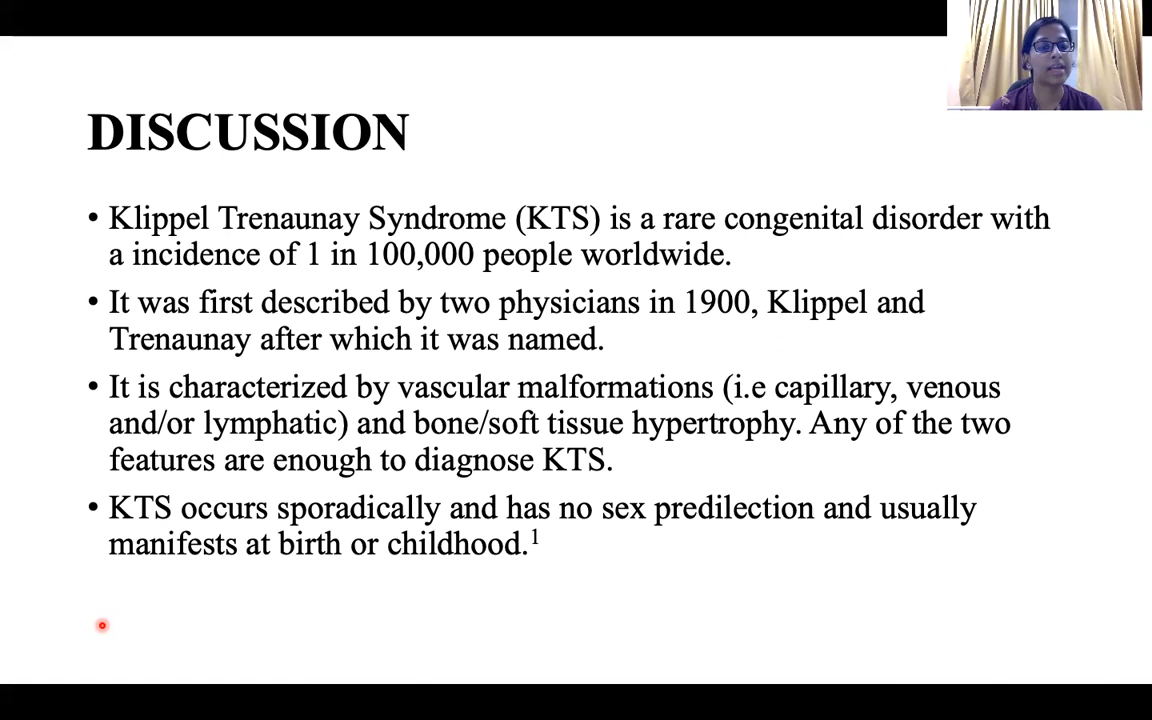 DISCUSSION
• Klippel Trenaunay Syndrome (KTS) is a rare congenital disorder with
a incidence of 1 in 100,000 people worldwide.
• It was first described by two physicians in 1900, Klippel and
Trenaunay after which it was named.
• It is characterized by vascular malformations (i.e capillary, venous
and/or lymphatic) and bone/soft tissue hypertrophy. Any of the two
features are enough to diagnose KTS.
• KTS occurs sporadically and has no sex predilection and usually
manifests at birth or childhood.¹